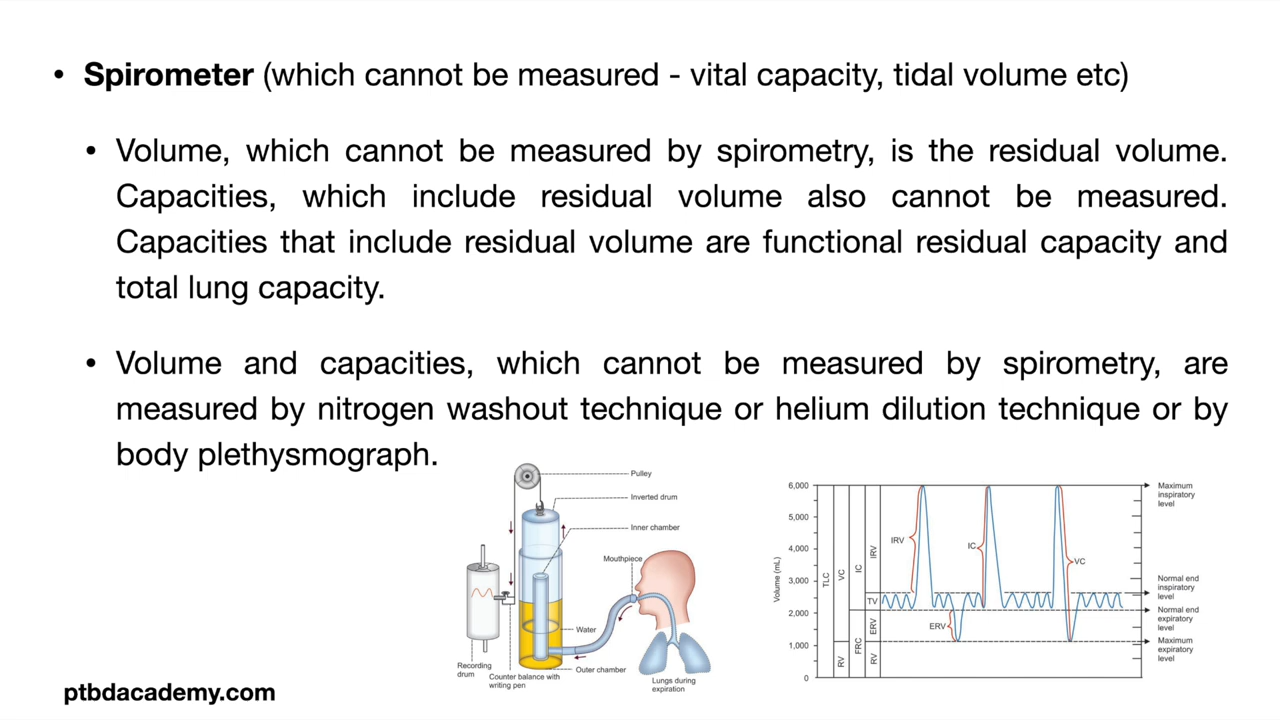 • Spirometer (which cannot be measured - vital capacity, tidal volume etc)
• Volume, which cannot be measured by spirometry, is the residual volume.
Capacities, which include residual volume also cannot be measured.
Capacities that include residual volume are functional residual capacity and
total lung capacity.
• Volume and capacities, which cannot be measured by spirometry, are
measured by nitrogen washout technique or helium dilution technique or by
body plethysmograph.
Pulley
Inverted drum
Inner chamber
Mouthpiece
Water
Outer chamber
Recording
drum
Counter balance with
writing pen
Lungs during
expiration
Volume (mL)
6,000
5,000
4,000
3,000
2,000
1,000
0
TLC
VC
RV
IC
FRC
IRV
TV
ERV
RV
IRV
IC
VC
ERV
Maximum
inspiratory
level
Normal end
inspiratory
level
Normal end
expiratory
level
Maximum
expiratory
level
ptbdacademy.com